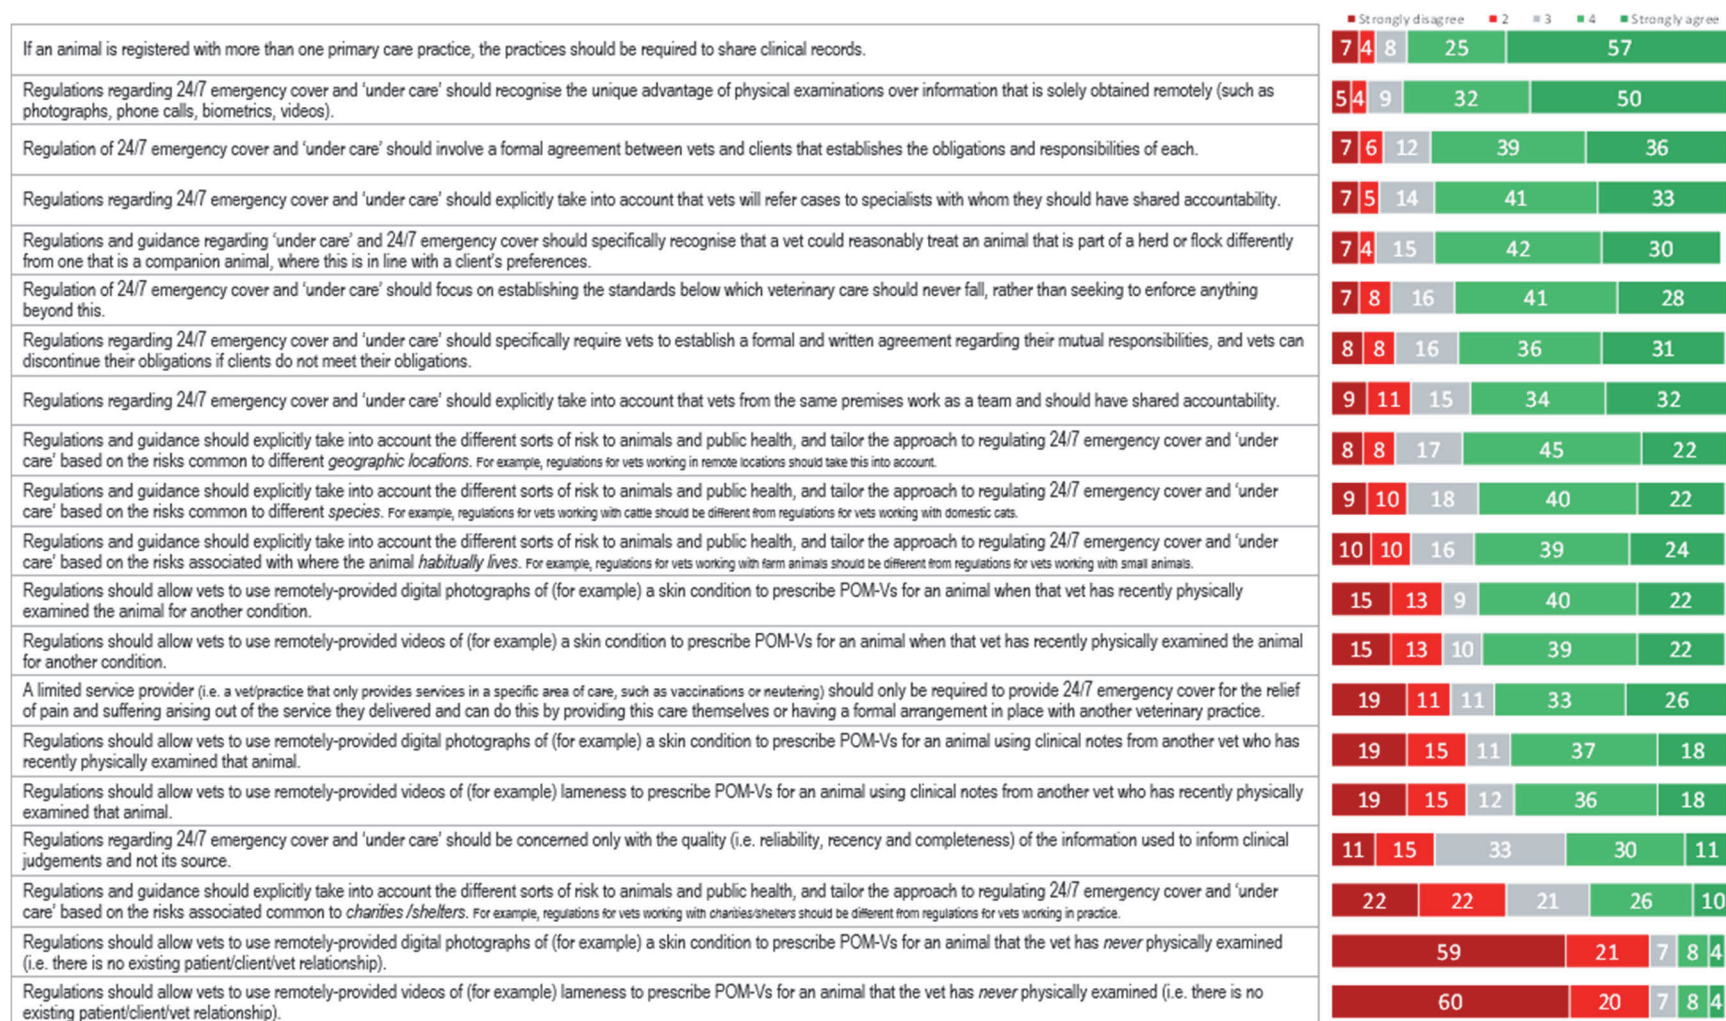 Strongly disagree 2 3 4 Strongly agree
If an animal is registered with more than one primary care practice, the practices should be required to share clinical records.
7 4 8 25 57
Regulations regarding 24/7 emergency cover and 'under care' should recognise the unique advantage of physical examinations over information that is solely obtained remotely (such as
photographs, phone calls, biometrics, videos).
5 4 9 32 50
Regulation of 24/7 emergency cover and 'under care' should involve a formal agreement between vets and clients that establishes the obligations and responsibilities of each.
7 6 12 39 36
Regulations regarding 24/7 emergency cover and 'under care' should explicitly take into account that vets will refer cases to specialists with whom they should have shared accountability.
7 5 14 41 33
Regulations and guidance regarding 'under care' and 24/7 emergency cover should specifically recognise that a vet could reasonably treat an animal that is part of a herd or flock differently
from one that is a companion animal, where this is in line with a client's preferences.
7 4 15 42 30
Regulation of 24/7 emergency cover and 'under care' should focus on establishing the standards below which veterinary care should never fall, rather than seeking to enforce anything
beyond this.
7 8 16 41 28
Regulations regarding 24/7 emergency cover and 'under care' should specifically require vets to establish a formal and written agreement regarding their mutual responsibilities, and vets can
discontinue their obligations if clients do not meet their obligations.
8 8 16 36 31
Regulations regarding 24/7 emergency cover and 'under care' should explicitly take into account that vets from the same premises work as a team and should have shared accountability.
9 11 15 34 32
Regulations and guidance should explicitly take into account the different sorts of risk to animals and public health, and tailor the approach to regulating 24/7 emergency cover and 'under
care' based on the risks common to different geographic locations. For example, regulations for vets working in remote locations should take this into account.
8 8 17 45 22
Regulations and guidance should explicitly take into account the different sorts of risk to animals and public health, and tailor the approach to regulating 24/7 emergency cover and 'under
care' based on the risks common to different species. For example, regulations for vets working with cattle should be different from regulations for vets working with domestic cats.
9 10 18 40 22
Regulations and guidance should explicitly take into account the different sorts of risk to animals and public health, and tailor the approach to regulating 24/7 emergency cover and 'under
care' based on the risks associated with where the animal habitually lives. For example, regulations for vets working with farm animals should be different from regulations for vets working with small animals.
10 10 16 39 24
Regulations should allow vets to use remotely-provided digital photographs of (for example) a skin condition to prescribe POM-Vs for an animal when that vet has recently physically
examined the animal for another condition.
15 13 9 40 22
Regulations should allow vets to use remotely-provided videos of (for example) a skin condition to prescribe POM-Vs for an animal when that vet has recently physically examined the animal
for another condition.
15 13 10 39 22
A limited service provider (i.e. a vet/practice that only provides services in a specific area of care, such as vaccinations or neutering) should only be required to provide 24/7 emergency cover for the relief
of pain and suffering arising out of the service they delivered and can do this by providing this care themselves or having a formal arrangement in place with another veterinary practice.
19 11 11 33 26
Regulations should allow vets to use remotely-provided digital photographs of (for example) a skin condition to prescribe POM-Vs for an animal using clinical notes from another vet who has
recently physically examined that animal.
19 15 11 37 18
Regulations should allow vets to use remotely-provided videos of (for example) lameness to prescribe POM-Vs for an animal using clinical notes from another vet who has recently physically
examined that animal.
19 15 12 36 18
Regulations regarding 24/7 emergency cover and 'under care' should be concerned only with the quality (i.e. reliability, recency and completeness) of the information used to inform clinical
judgements and not its source.
11 15 33 30 11
Regulations and guidance should explicitly take into account the different sorts of risk to animals and public health, and tailor the approach to regulating 24/7 emergency cover and 'under
care' based on the risks associated common to charities /shelters. For example, regulations for vets working with charities/shelters should be different from regulations for vets working in practice.
22 22 21 26 10
Regulations should allow vets to use remotely-provided digital photographs of (for example) a skin condition to prescribe POM-Vs for an animal that the vet has never physically examined
(i.e. there is no existing patient/client/vet relationship).
59 21 7 8 4
Regulations should allow vets to use remotely-provided videos of (for example) lameness to prescribe POM-Vs for an animal that the vet has never physically examined (i.e. there is no
existing patient/client/vet relationship).
60 20 7 8 4